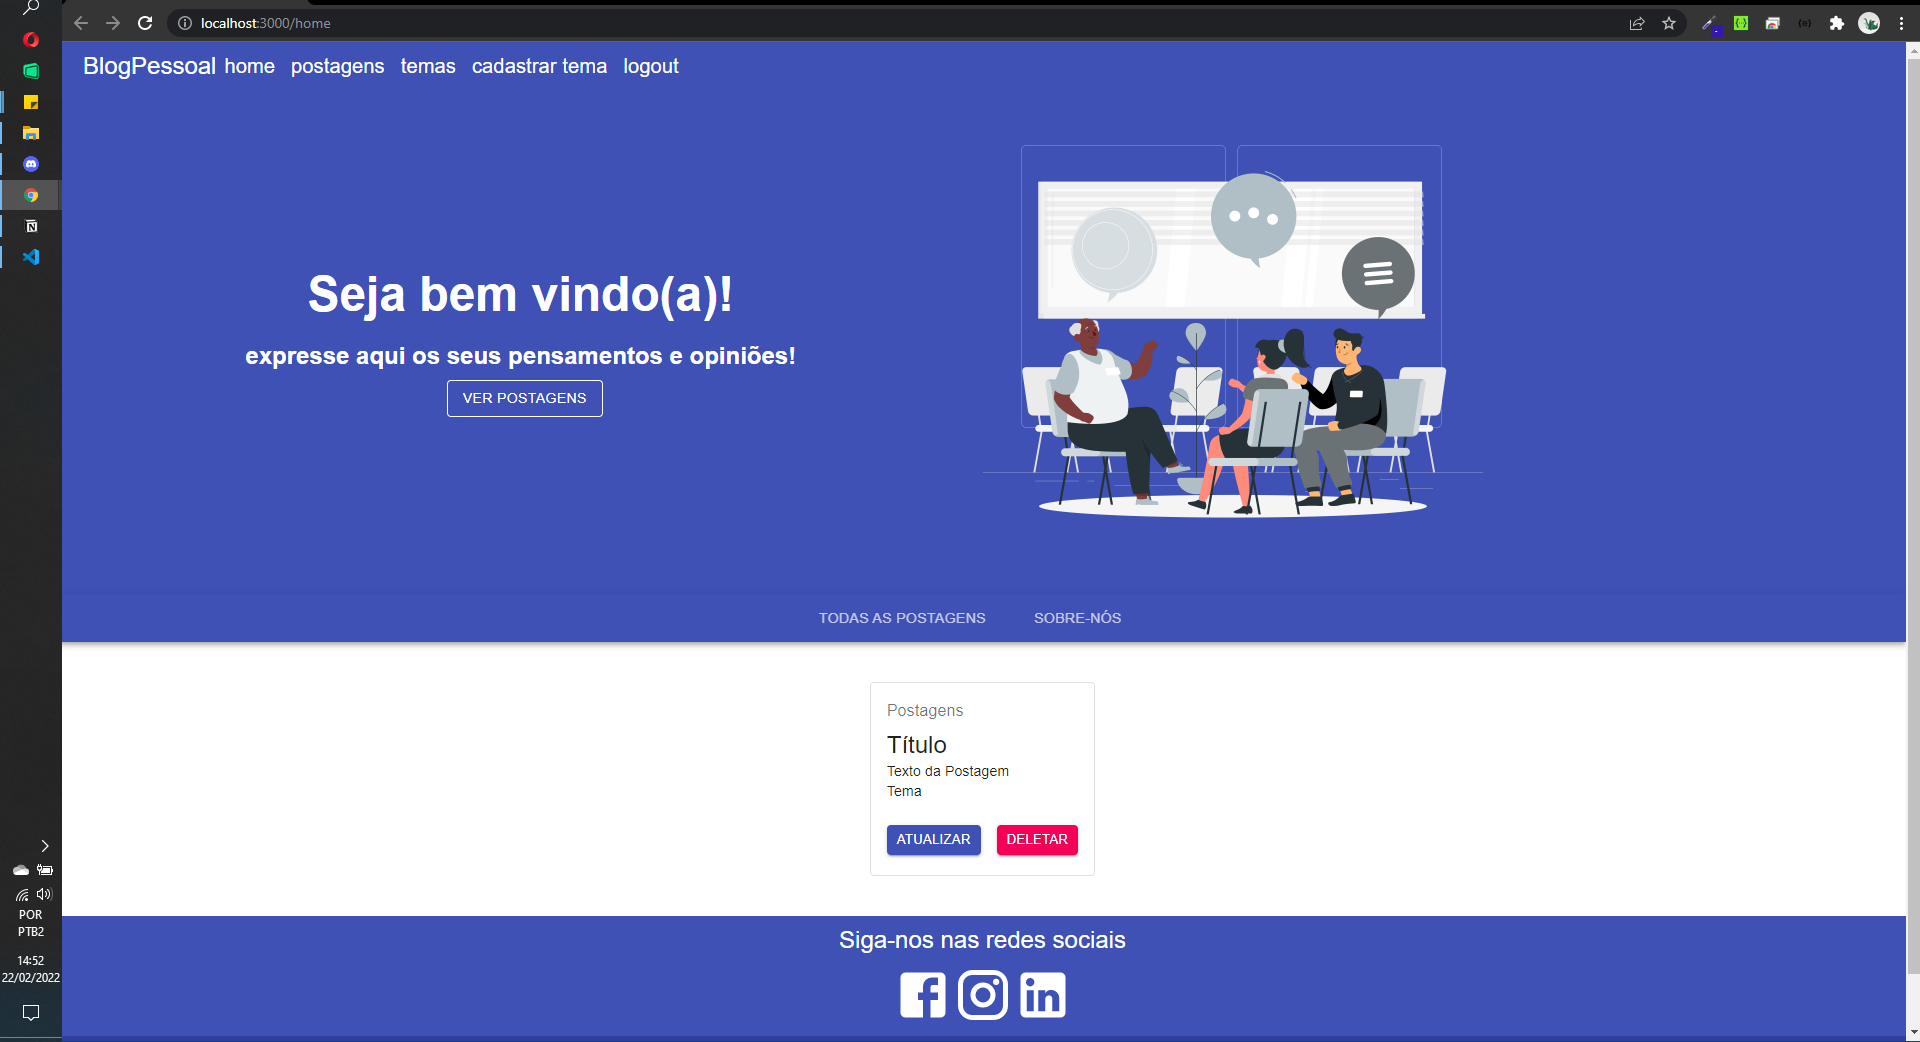 localhost:3000/home
BlogPessoal home postagens temas cadastrar tema logout
Seja bem vindo(a)!
expresse aqui os seus pensamentos e opiniões!
VER POSTAGENS
TODAS AS POSTAGENS SOBRE-NÓS
Postagens
Título
Texto da Postagem
Tema
ATUALIZAR DELETAR
Siga-nos nas redes sociais
POR
PTB2
14:52
22/02/2022